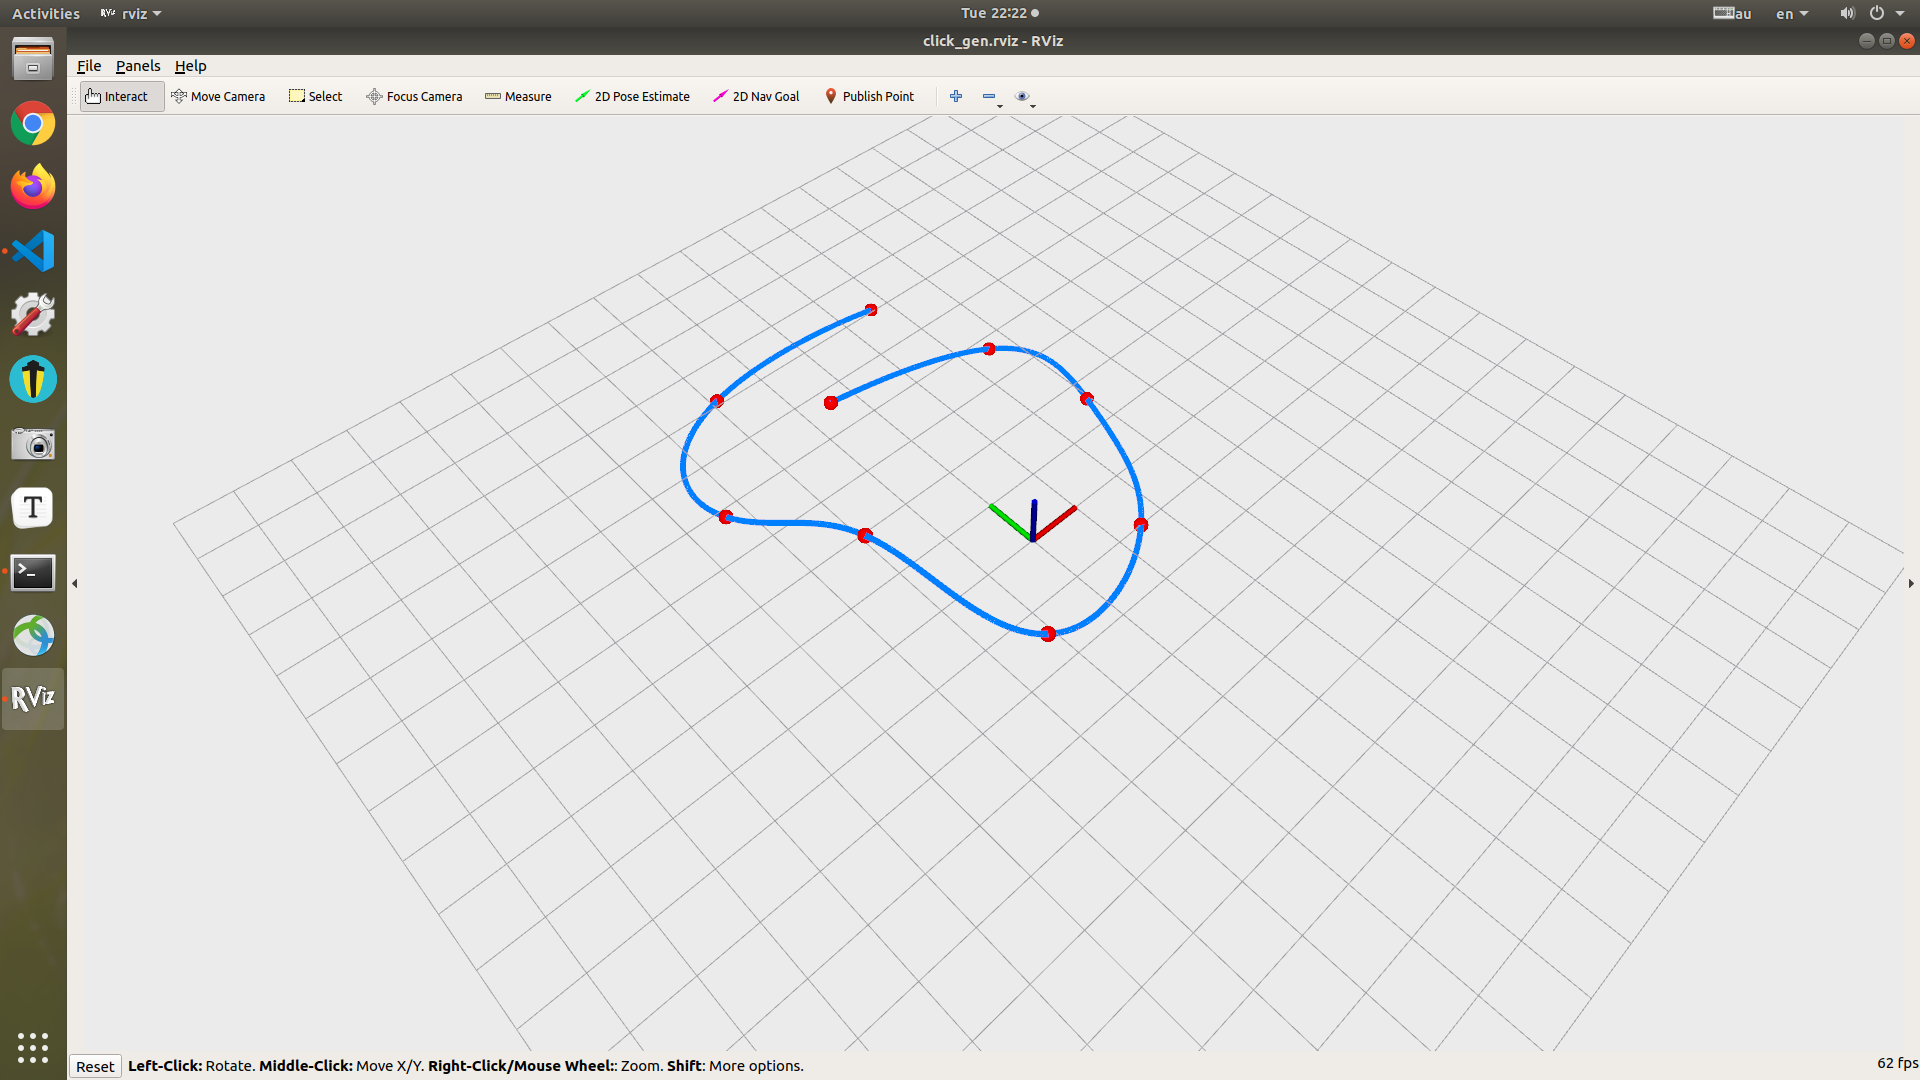 Activities RViz rviz Tue 22:22 au en
click_gen.rviz - RViz
File Panels Help
Interact Move Camera Select Focus Camera Measure 2D Pose Estimate 2D Nav Goal Publish Point
T
>_
RViz
Reset Left-Click: Rotate. Middle-Click: Move X/Y. Right-Click/Mouse Wheel:: Zoom. Shift: More options. 62 fps